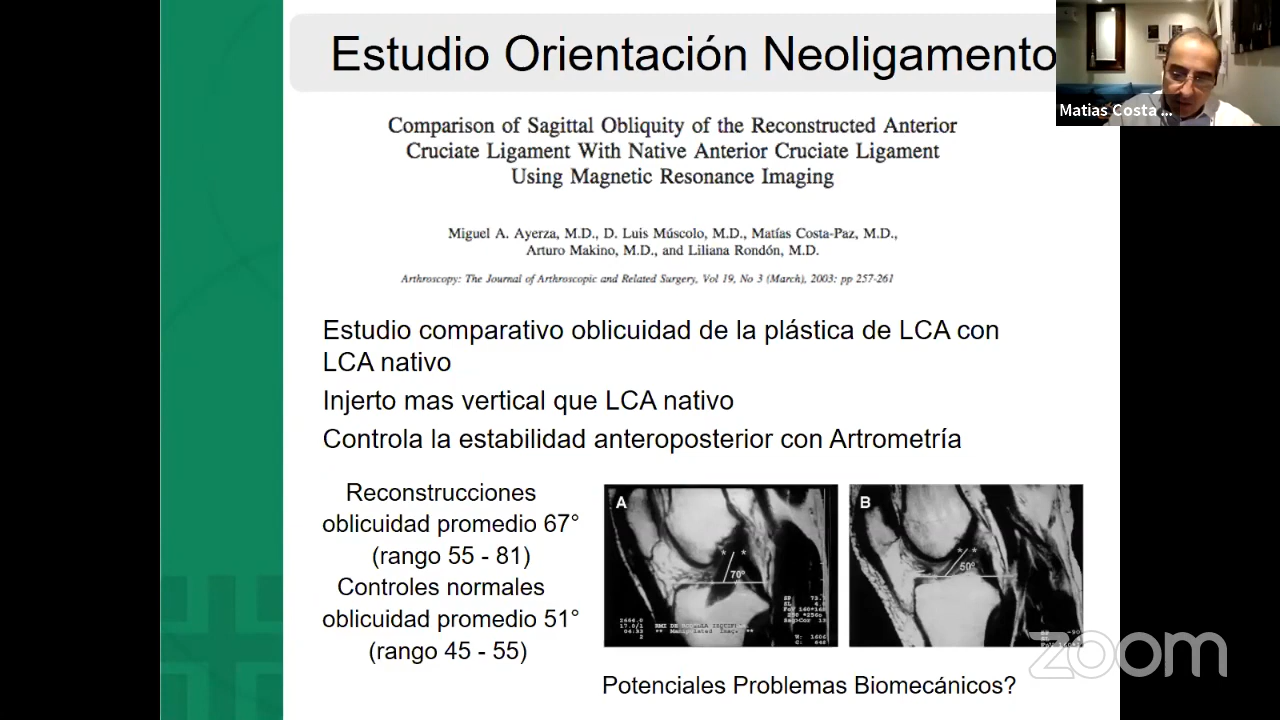 Estudio Orientación Neoligamento
Matias Costa ...
Comparison of Sagittal Obliquity of the Reconstructed Anterior
Cruciate Ligament With Native Anterior Cruciate Ligament
Using Magnetic Resonance Imaging
Miguel A. Ayerza, M.D., D. Luis Múscolo, M.D., Matías Costa-Paz, M.D.,
Arturo Makino, M.D., and Liliana Rondón, M.D.
Arthroscopy: The Journal of Arthroscopic and Related Surgery, Vol 19, No 3 (March), 2003: pp 257-261
Estudio comparativo oblicuidad de la plástica de LCA con
LCA nativo
Injerto mas vertical que LCA nativo
Controla la estabilidad anteroposterior con Artrometría
Reconstrucciones
oblicuidad promedio 67°
(rango 55 - 81)
Controles normales
oblicuidad promedio 51°
(rango 45 - 55)
A
* *
70º
B
* *
50º
zoom
Potenciales Problemas Biomecánicos?